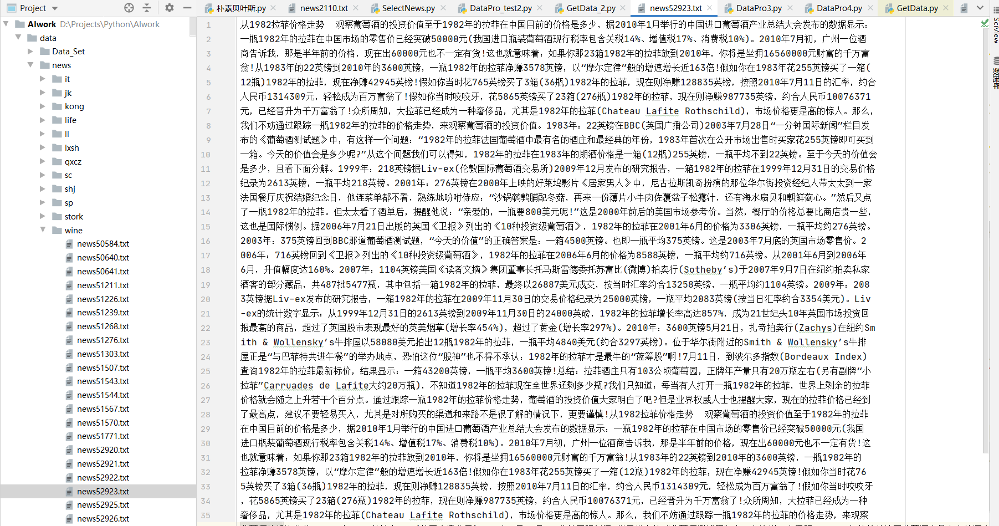 Project
朴素贝叶斯.py
news2110.txt
SelectNews.py
DataPro_test2.py
GetData_2.py
news52923.txt
DataPro3.py
DataPro4.py
GetData.py
AIwork D:\Projects\Python\AIwork
data
Data_Set
news
it
jk
kong
life
ll
lxsh
qxcz
sc
shj
sp
stork
wine
news50584.txt
news50640.txt
news50641.txt
news51211.txt
news51226.txt
news51239.txt
news51268.txt
news51276.txt
news51303.txt
news51507.txt
news51543.txt
news51544.txt
news51567.txt
news51570.txt
news51771.txt
news52920.txt
news52921.txt
news52922.txt
news52923.txt
news52925.txt
news52926.txt
1 从1982拉菲价格走势　观察葡萄酒的投资价值至于1982年的拉菲在中国目前的价格是多少，据2010年1月举行的中国进口葡萄酒产业总结大会发布的数据显示：
2 一瓶1982年的拉菲在中国市场的零售价已经突破50000元(我国进口瓶装葡萄酒现行税率包含关税14%、增值税17%、消费税10%)。2010年7月初，广州一位酒
3 商告诉我，那是半年前的价格，现在出60000元也不一定有货!这也就意味着：如果你那23箱1982年的拉菲放到2010年，你将是坐拥16560000元财富的千万富
4 翁!从1983年的22英镑到2010年的3600英镑，一瓶1982年的拉菲净赚3578英镑，以“摩尔定律”般的增速增长近163倍!假如你在1983年花255英镑买了一箱(
5 12瓶)1982年的拉菲，现在净赚42945英镑!假如你当时花765英镑买了3箱(36瓶)1982年的拉菲，现在则净赚128835英镑，按照2010年7月11日的汇率，约合
6 人民币1314309元，轻松成为百万富翁了!假如你当时咬咬牙，花5865英镑买了23箱(276瓶)1982年的拉菲，现在则净赚987735英镑，约合人民币10076371
7 元，已经晋升为千万富翁了!众所周知，大拉菲已经成为一种奢侈品，尤其是1982年的拉菲(Chateau Lafite Rothschild)，市场价格更是高的惊人。那么，
8 我们不妨通过跟踪一瓶1982年的拉菲的价格走势，来观察葡萄酒的投资价值。1983年：22英镑在BBC(英国广播公司)2003年7月28日“一分钟国际新闻”栏目发
9 布的《葡萄酒测试题》中，有这样一个问题：“1982年的拉菲法国葡萄酒中最有名的酒庄和最经典的年份，1983年首次在公开市场出售时买家花255英镑即可买到
10 一箱。今天的价值会是多少呢?”从这个问题我们可以得知，1982年的拉菲在1983年的期酒价格是一箱(12瓶)255英镑，一瓶平均不到22英镑。至于今天的价值会
11 是多少，且看下面分解。1999年：218英镑据Liv-ex(伦敦国际葡萄酒交易所)2009年12月发布的研究报告，一箱1982年的拉菲在1999年12月31日的交易价格
12 纪录为2613英镑，一瓶平均218英镑。2001年：276英镑在2000年上映的好莱坞影片《居家男人》中，尼古拉斯凯奇扮演的那位华尔街投资经纪人带太太到一家
13 法国餐厅庆祝结婚纪念日，他连菜单都不看，熟练地吩咐侍应：“沙锅鹌鹑脯配冬菇，再来一份薄片小牛肉佐覆盆子松露汁，还有海水扇贝和朝鲜蓟心。”然后又点
14 了一瓶1982年的拉菲。但太太看了酒单后，提醒他说：“亲爱的，一瓶要800美元呢!”这是2000年前后的美国市场参考价。当然，餐厅的价格总要比商店贵一些，
15 这也是国际惯例。据2006年7月21日出版的英国《卫报》列出的《10种投资级葡萄酒》，1982年的拉菲在2001年6月的价格为3306英镑，一瓶平均约276英镑。
16 2003年：375英镑回到BBC那道葡萄酒测试题，“今天的价值”的正确答案是：一箱4500英镑。也即一瓶平均375英镑。这是2003年7月底的英国市场零售价。2
17 006年：716英镑回到《卫报》列出的《10种投资级葡萄酒》，1982年的拉菲在2006年6月的价格为8588英镑，一瓶平均约716英镑。从2001年6月到2006年
18 6月，升值幅度达160%。2007年：1104英镑美国《读者文摘》集团董事长托马斯雷德委托苏富比(微博)拍卖行(Sotheby’s)于2007年9月7日在纽约拍卖私家
19 酒窖的部分藏品，共487批5477瓶，其中包括一箱1982年的拉菲，最终以26887美元成交，按当时汇率约合13258英镑，一瓶平均约1104英镑。2009年：208
20 3英镑据Liv-ex发布的研究报告，一箱1982年的拉菲在2009年11月30日的交易价格纪录为25000英镑，一瓶平均2083英镑(按当日汇率约合3354美元)。Liv
21 -ex的统计数字显示：从1999年12月31日的2613英镑到2009年11月30日的24000英磅，1982年的拉菲增长率高达857%，成为21世纪头10年英国市场投资回
22 报最高的商品，超过了英国股市表现最好的英美烟草(增长率454%)，超过了黄金(增长率297%)。2010年：3600英镑5月21日，扎奇拍卖行(Zachys)在纽约Sm
23 ith & Wollensky’s牛排屋以58080美元拍出12瓶1982年的拉菲，一瓶平均4840美元(约合3297英镑)。位于华尔街附近的Smith & Wollensky’s牛排
24 屋正是“与巴菲特共进午餐”的举办地点，恐怕这位“股神”也不得不承认：1982年的拉菲才是最牛的“蓝筹股”啊!7月11日，到波尔多指数(Bordeaux Index)
25 查询1982年的拉菲最新标价，结果显示：一箱43200英镑，一瓶平均3600英镑!总结：拉菲酒庄只有103公顷葡萄园，正牌年产量只有20万瓶左右(另有副牌“小
26 拉菲”Carruades de Lafite大约20万瓶)，不知道1982年的拉菲现在全世界还剩多少瓶?我们只知道：每当有人打开一瓶1982年的拉菲，世界上剩余的拉菲
27 价格就会随之上升若干个百分点。通过跟踪一瓶1982年的拉菲价格走势，葡萄酒的投资价值大家明白了吧?但是业界权威人士也提醒大家，现在的拉菲价格已经到
28 了最高点，建议不要轻易买入，尤其是对所购买的渠道和来路不是很了解的情况下，更要谨慎!从1982拉菲价格走势　观察葡萄酒的投资价值至于1982年的拉菲
29 在中国目前的价格是多少，据2010年1月举行的中国进口葡萄酒产业总结大会发布的数据显示：一瓶1982年的拉菲在中国市场的零售价已经突破50000元(我国
30 进口瓶装葡萄酒现行税率包含关税14%、增值税17%、消费税10%)。2010年7月初，广州一位酒商告诉我，那是半年前的价格，现在出60000元也不一定有货!这
31 也就意味着：如果你那23箱1982年的拉菲放到2010年，你将是坐拥16560000元财富的千万富翁!从1983年的22英镑到2010年的3600英镑，一瓶1982年的
32 拉菲净赚3578英镑，以“摩尔定律”般的增速增长近163倍!假如你在1983年花255英镑买了一箱(12瓶)1982年的拉菲，现在净赚42945英镑!假如你当时花76
33 5英镑买了3箱(36瓶)1982年的拉菲，现在则净赚128835英镑，按照2010年7月11日的汇率，约合人民币1314309元，轻松成为百万富翁了!假如你当时咬咬牙
34 ，花5865英镑买了23箱(276瓶)1982年的拉菲，现在则净赚987735英镑，约合人民币10076371元，已经晋升为千万富翁了!众所周知，大拉菲已经成为一种
35 奢侈品，尤其是1982年的拉菲(Chateau Lafite Rothschild)，市场价格更是高的惊人。那么，我们不妨通过跟踪一瓶1982年的拉菲的价格走势，来观察
SciView
数据库